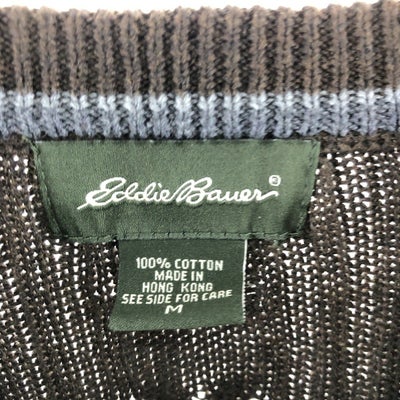 Eddie Bauer®
100% COTTON
MADE IN
HONG KONG
SEE SIDE FOR CARE
M